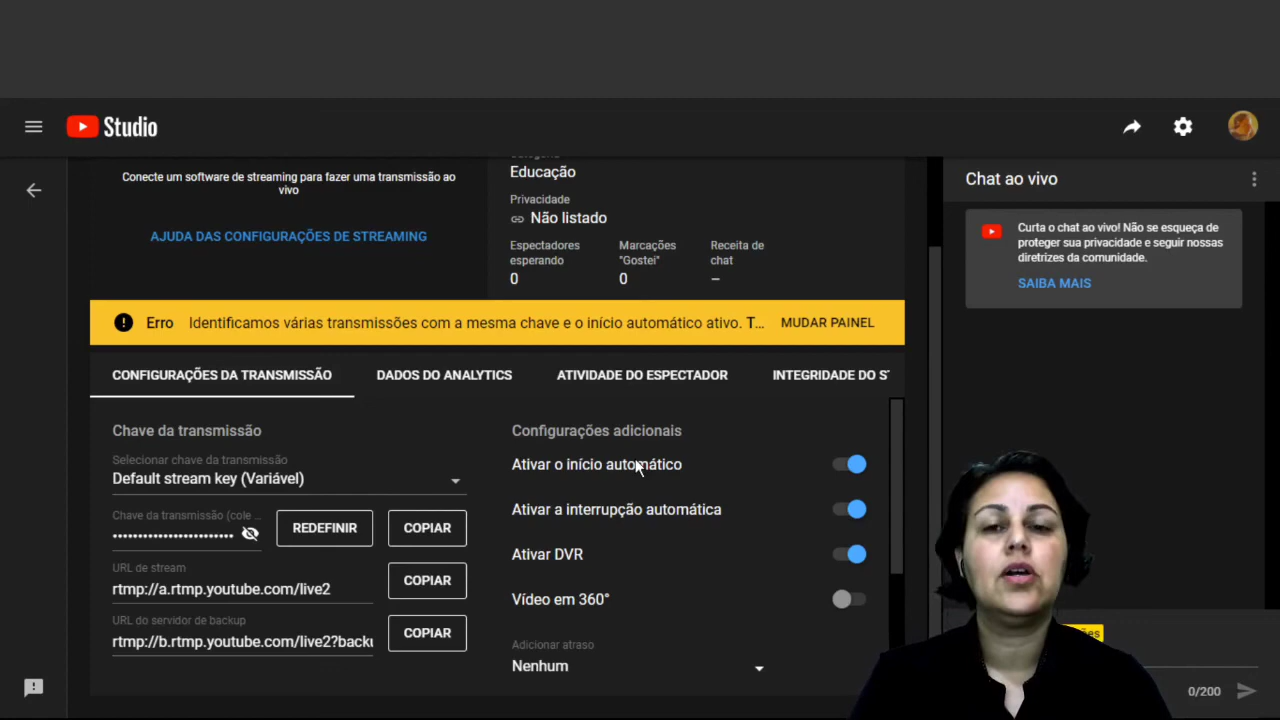 Studio
Conecte um software de streaming para fazer uma transmissão ao
vivo
AJUDA DAS CONFIGURAÇÕES DE STREAMING
Educação
Privacidade
Não listado
Espectadores
esperando
0
Marcações
"Gostei"
0
Receita de
chat
–
Erro Identificamos várias transmissões com a mesma chave e o início automático ativo. T... MUDAR PAINEL
CONFIGURAÇÕES DA TRANSMISSÃO DADOS DO ANALYTICS ATIVIDADE DO ESPECTADOR INTEGRIDADE DO ST
Chave da transmissão
Selecionar chave da transmissão
Default stream key (Variável)
Chave da transmissão (cole ...
REDEFINIR COPIAR
URL de stream
rtmp://a.rtmp.youtube.com/live2
COPIAR
URL do servidor de backup
rtmp://b.rtmp.youtube.com/live2?backu
COPIAR
Configurações adicionais
Ativar o início automático
Ativar a interrupção automática
Ativar DVR
Vídeo em 360°
Adicionar atraso
Nenhum
Chat ao vivo
Curta o chat ao vivo! Não se esqueça de
proteger sua privacidade e seguir nossas
diretrizes da comunidade.
SAIBA MAIS
0/200